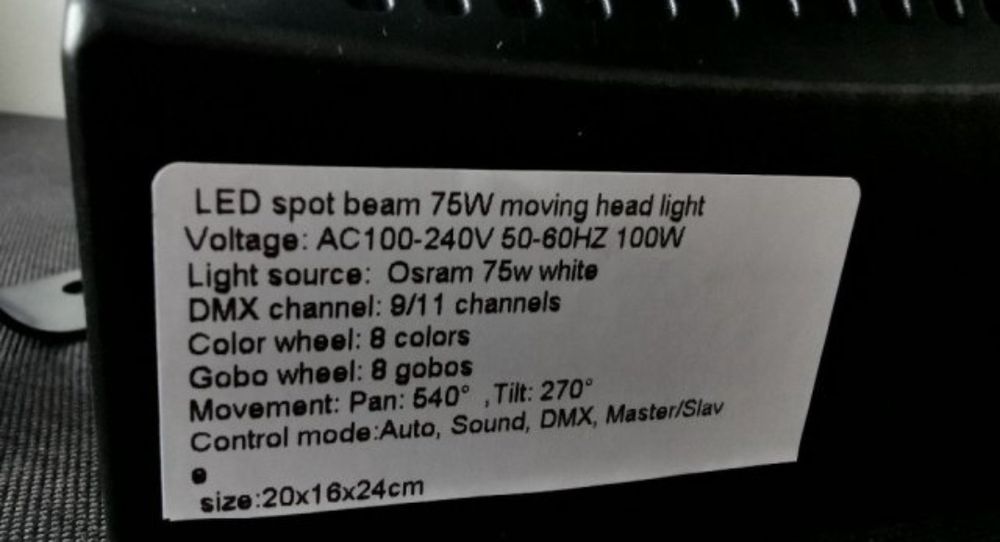 LED spot beam 75W moving head light
Voltage: AC100-240V 50-60HZ 100W
Light source: Osram 75w white
DMX channel: 9/11 channels
Color wheel: 8 colors
Gobo wheel: 8 gobos
Movement: Pan: 540° ,Tilt: 270°
Control mode:Auto, Sound, DMX, Master/Slav
e
size:20x16x24cm